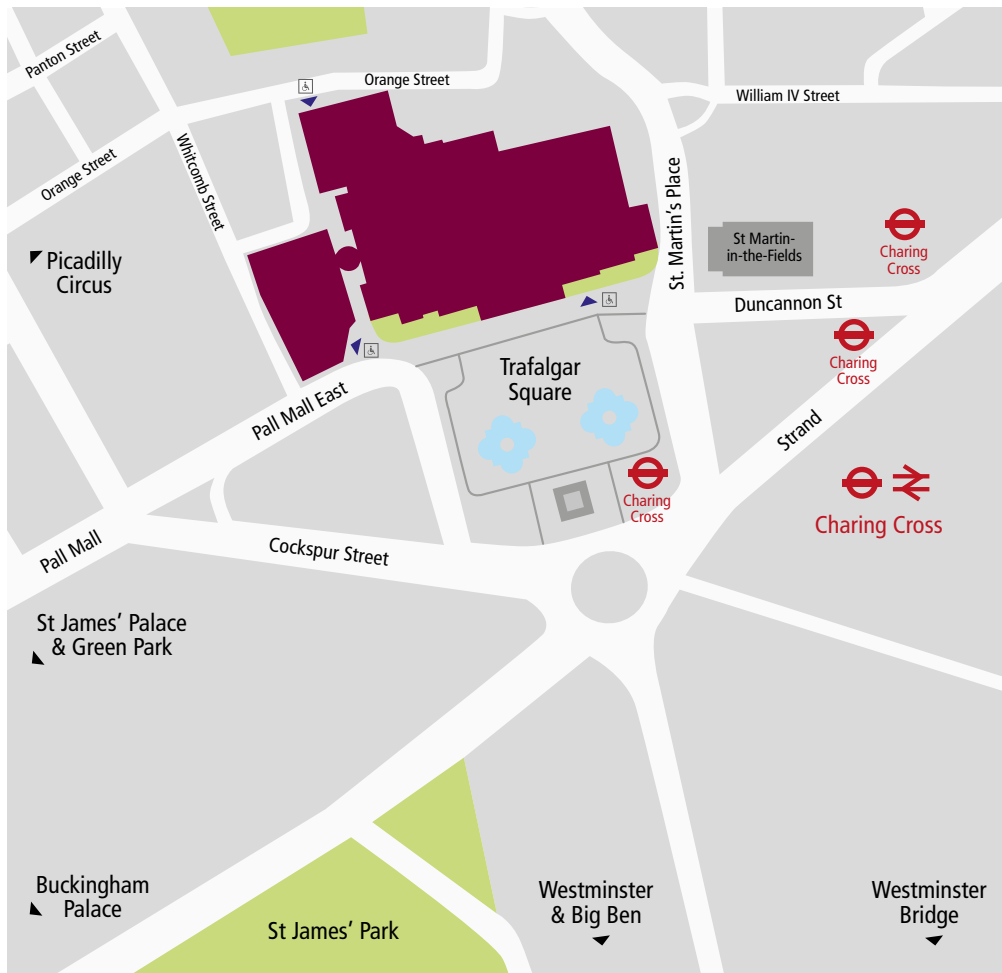 Panton Street
Orange Street
William IV Street
Orange Street
Whitcomb Street
St. Martin's Place
Picadilly
Circus
St Martin-
in-the-Fields
Charing
Cross
Duncannon St
Charing
Cross
Trafalgar
Square
Pall Mall East
Strand
Charing
Cross
Charing Cross
Pall Mall
Cockspur Street
St James' Palace
& Green Park
Buckingham
Palace
St James' Park
Westminster
& Big Ben
Westminster
Bridge